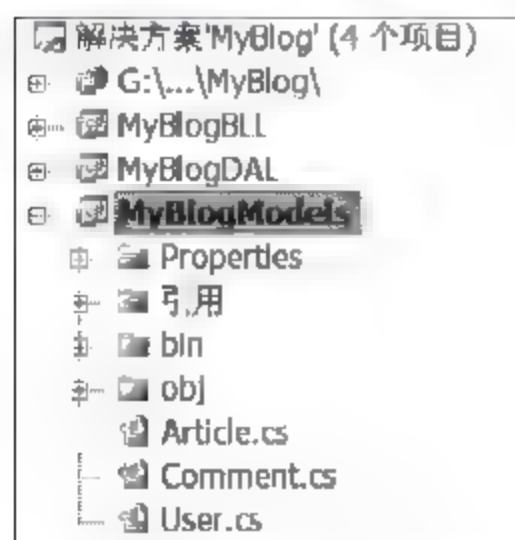 解决方案'MyBlog' (4 个项目)
G:\...\MyBlog\
MyBlogBLL
MyBlogDAL
MyBlogModels
Properties
引用
bin
obj
Article.cs
Comment.cs
User.cs